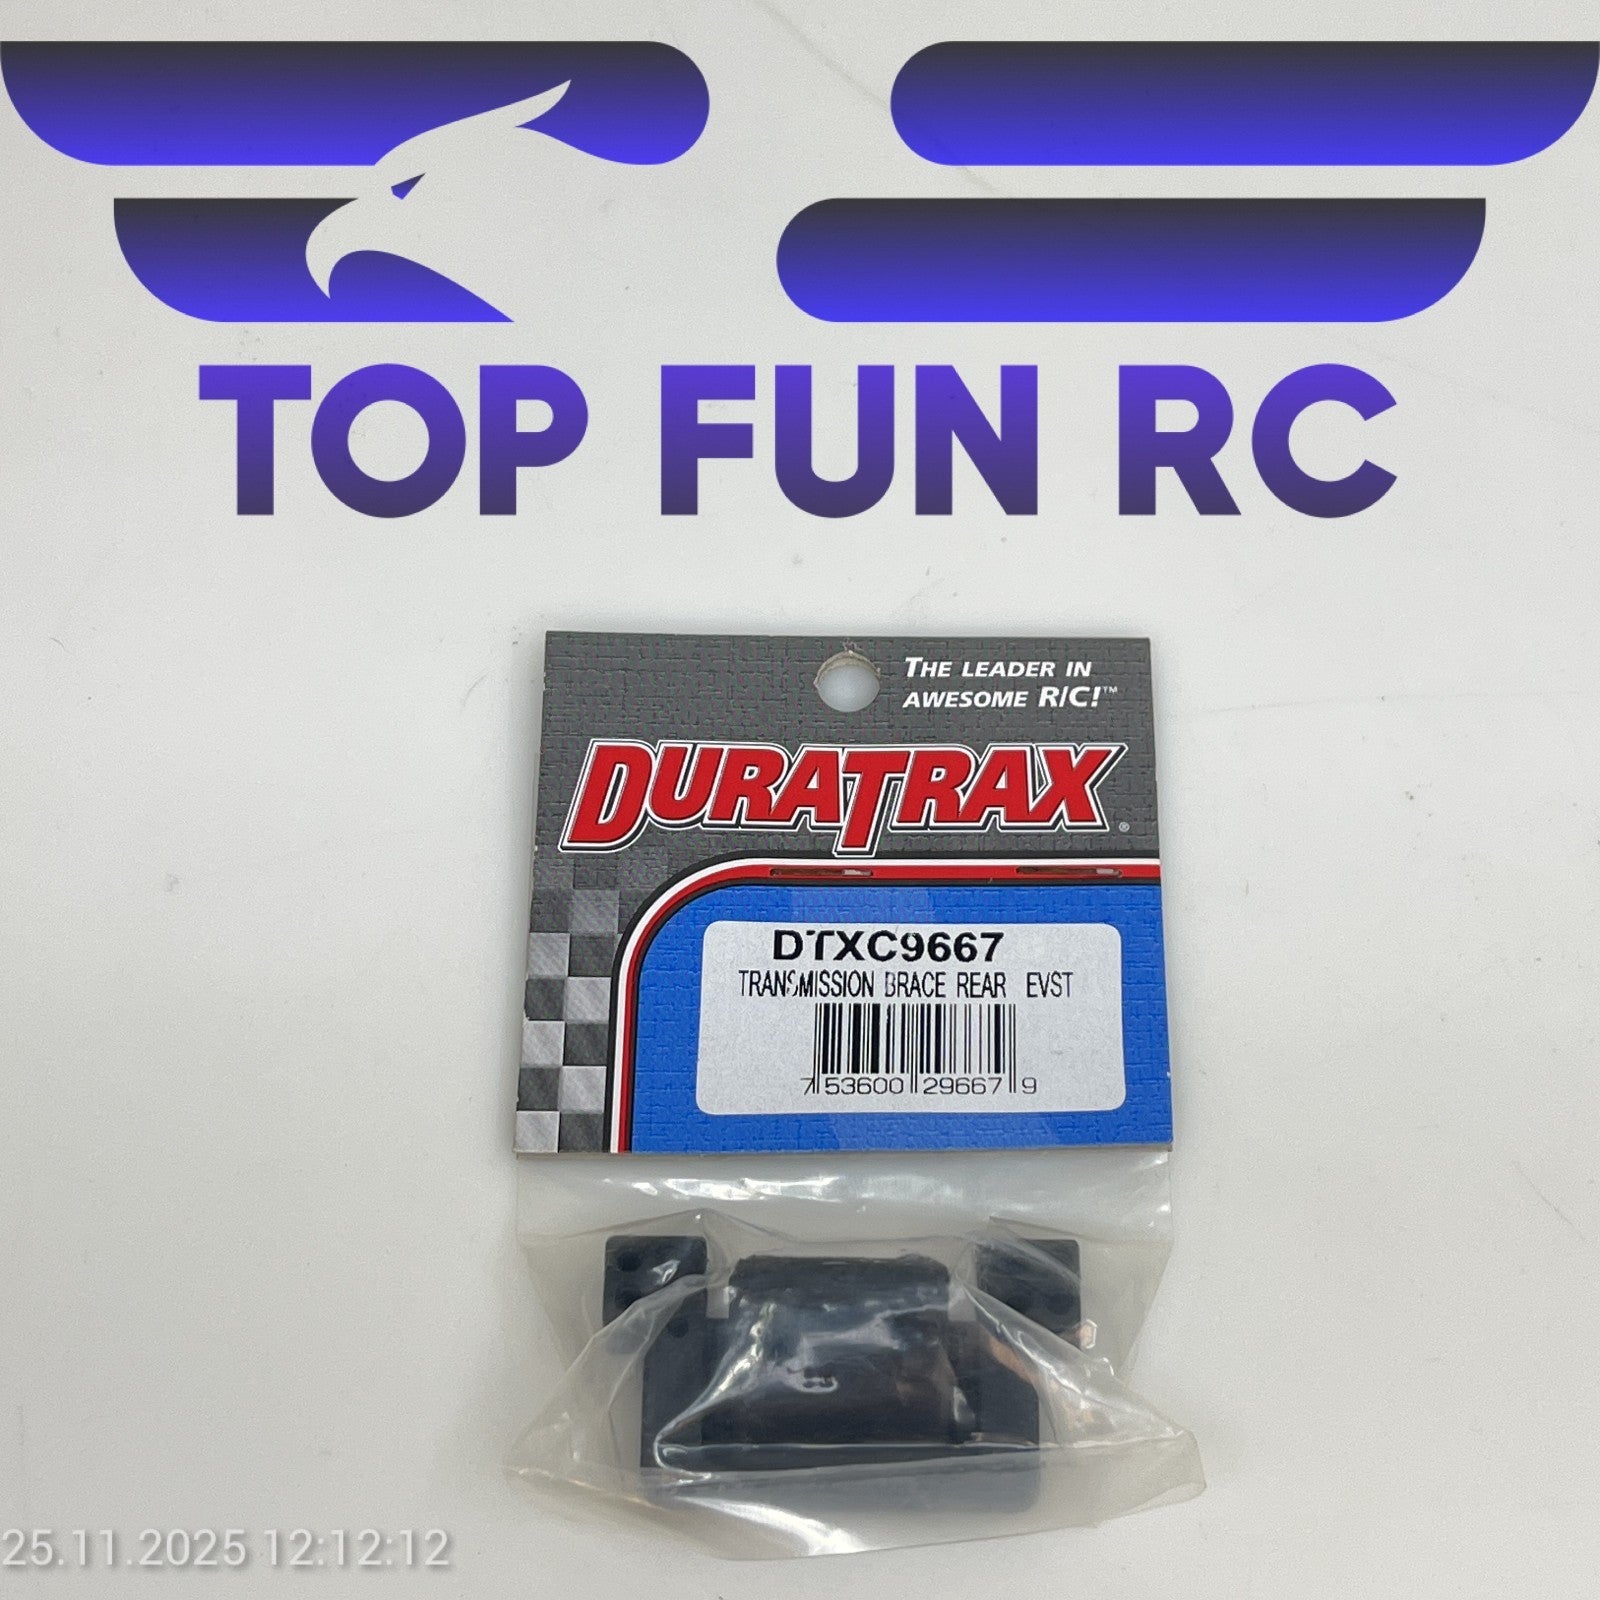 TOP FUN RC
THE LEADER IN
AWESOME R/C!™
DURATRAX®
DTXC9667
TRANSMISSION BRACE REAR EVST
7 53600 29667 9
25.11.2025 12:12:12